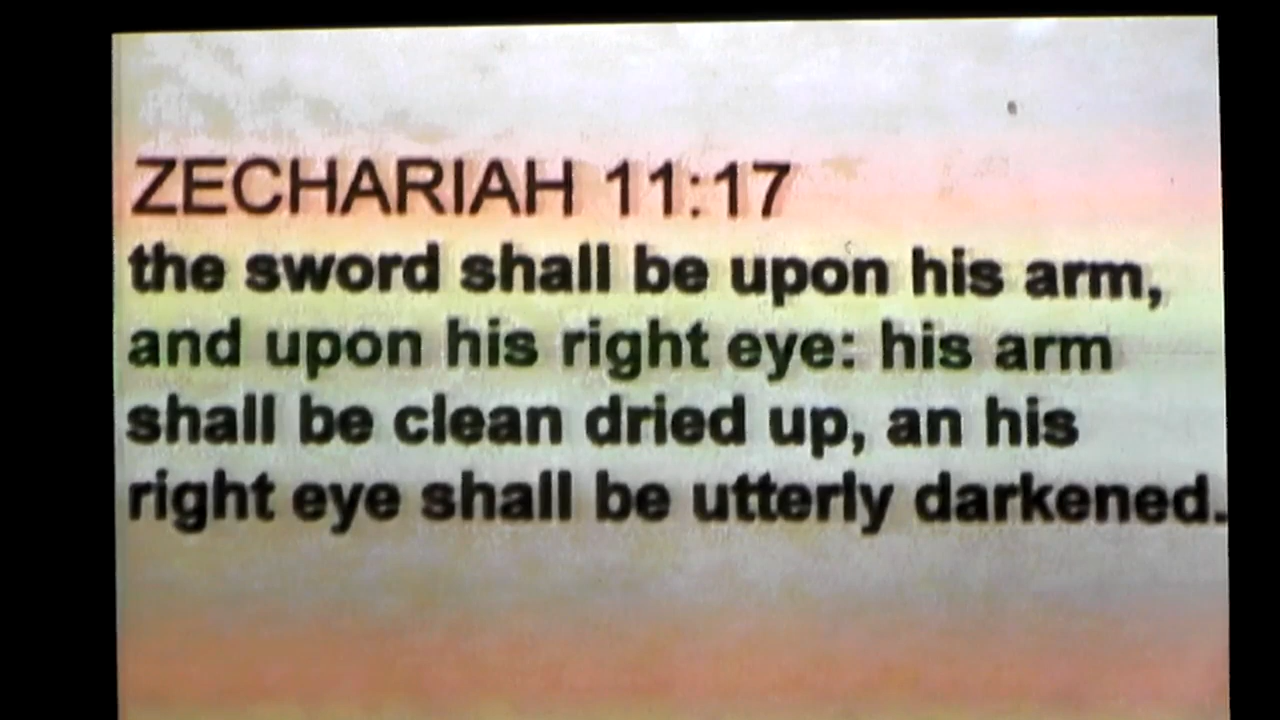 ZECHARIAH 11:17
the sword shall be upon his arm,
and upon his right eye: his arm
shall be clean dried up, an his
right eye shall be utterly darkened.